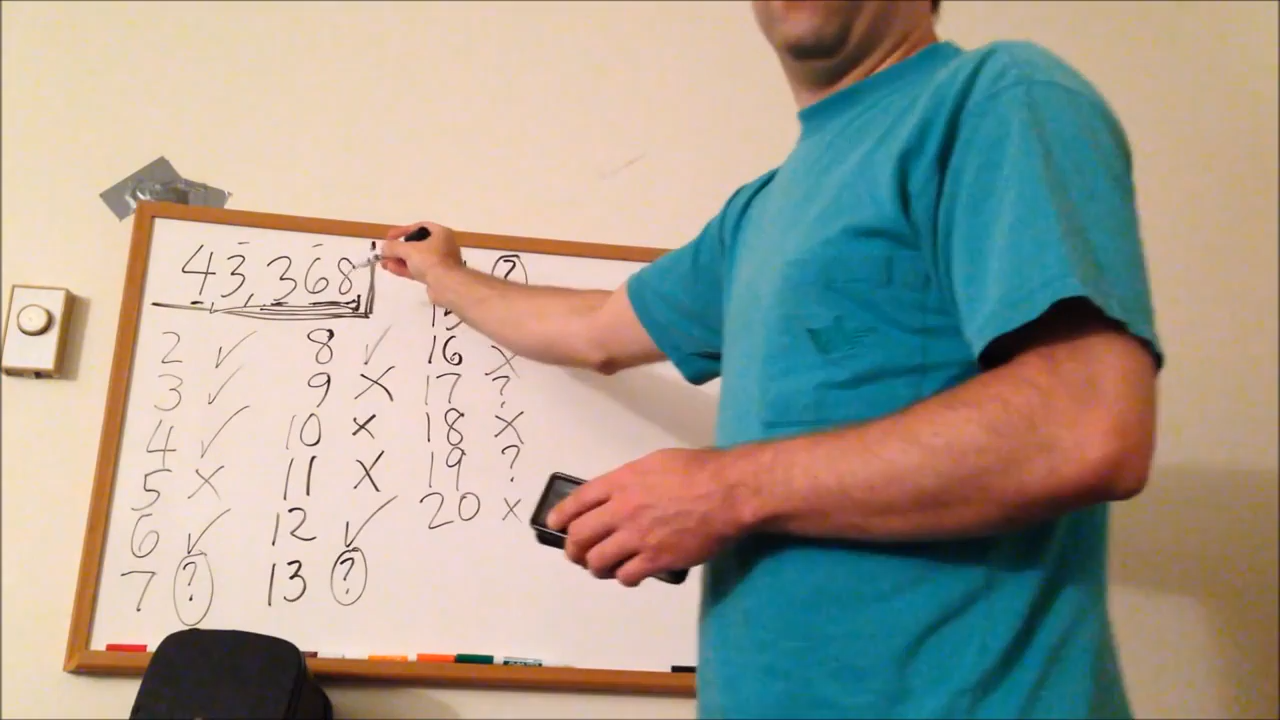 43,368
2 ✓
3 ✓
4 ✓
5 X
6 ✓
7 ?
8 ✓
9 X
10 X
11 X
12 ✓
13 ?
?
15
16 X
17 ?
18 X
19 ?
20 X